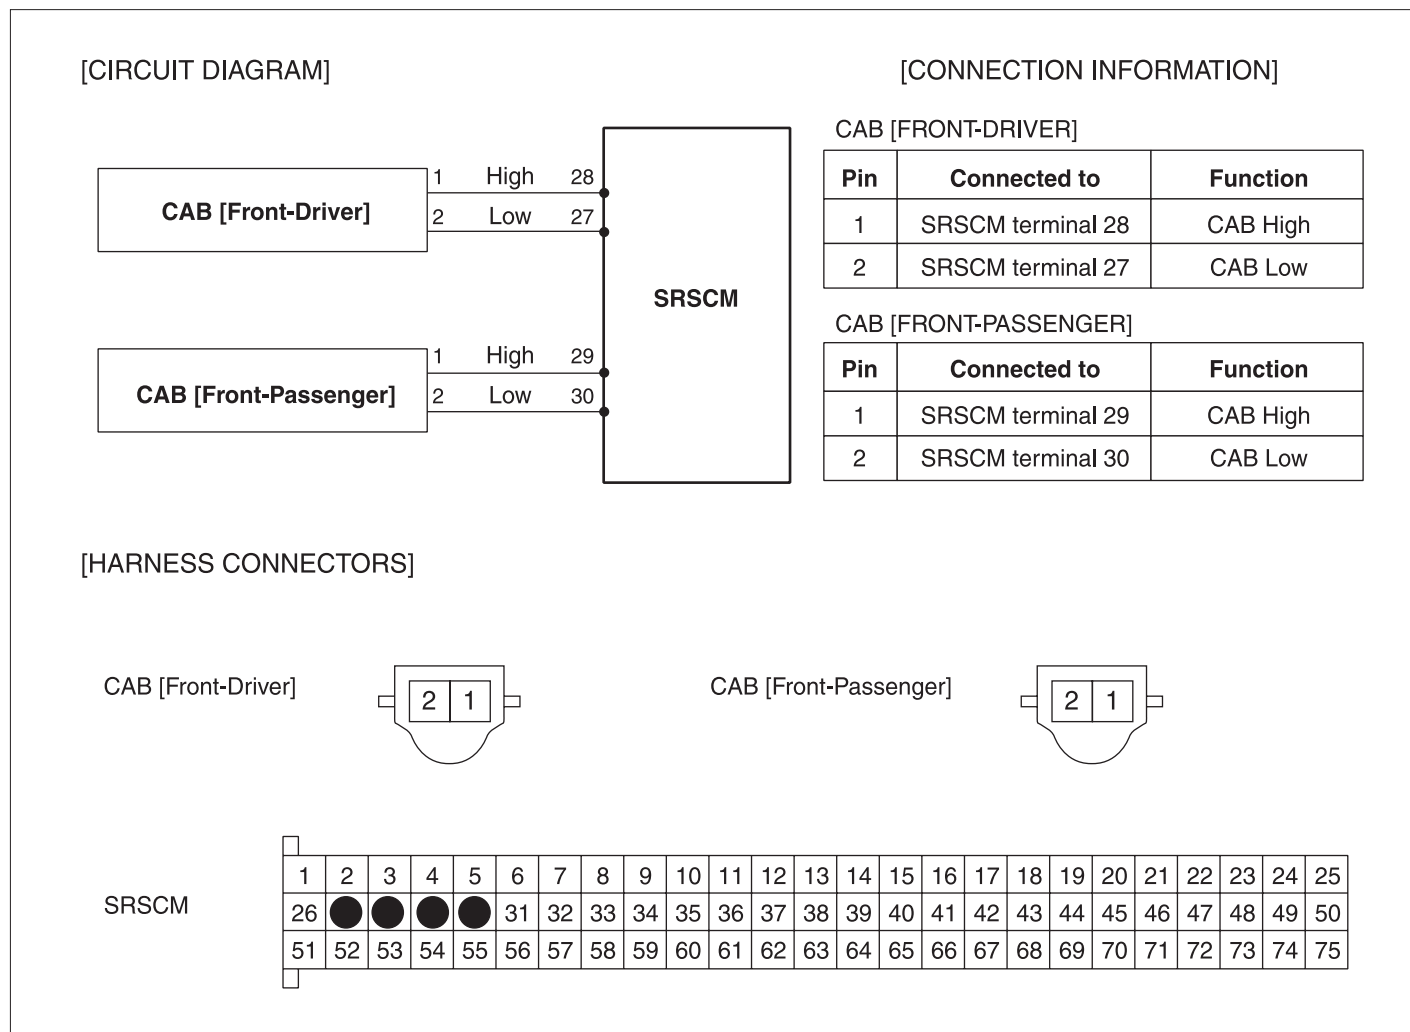 [CIRCUIT DIAGRAM]
CAB [Front-Driver]
1 High 28
2 Low 27
CAB [Front-Passenger]
1 High 29
2 Low 30
SRSCM
[CONNECTION INFORMATION]
CAB [FRONT-DRIVER]
Pin Connected to Function
1 SRSCM terminal 28 CAB High
2 SRSCM terminal 27 CAB Low
CAB [FRONT-PASSENGER]
Pin Connected to Function
1 SRSCM terminal 29 CAB High
2 SRSCM terminal 30 CAB Low
[HARNESS CONNECTORS]
CAB [Front-Driver]
2 1
CAB [Front-Passenger]
2 1
SRSCM
1 2 3 4 5 6 7 8 9 10 11 12 13 14 15 16 17 18 19 20 21 22 23 24 25
26 31 32 33 34 35 36 37 38 39 40 41 42 43 44 45 46 47 48 49 50
51 52 53 54 55 56 57 58 59 60 61 62 63 64 65 66 67 68 69 70 71 72 73 74 75